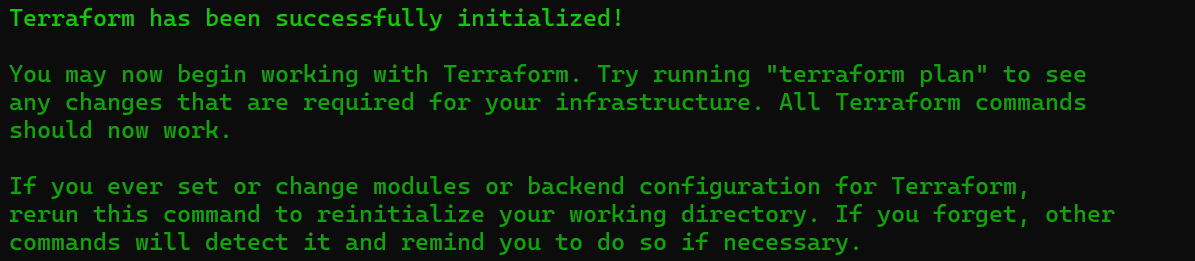 Terraform has been successfully initialized!
You may now begin working with Terraform. Try running "terraform plan" to see
any changes that are required for your infrastructure. All Terraform commands
should now work.
If you ever set or change modules or backend configuration for Terraform,
rerun this command to reinitialize your working directory. If you forget, other
commands will detect it and remind you to do so if necessary.